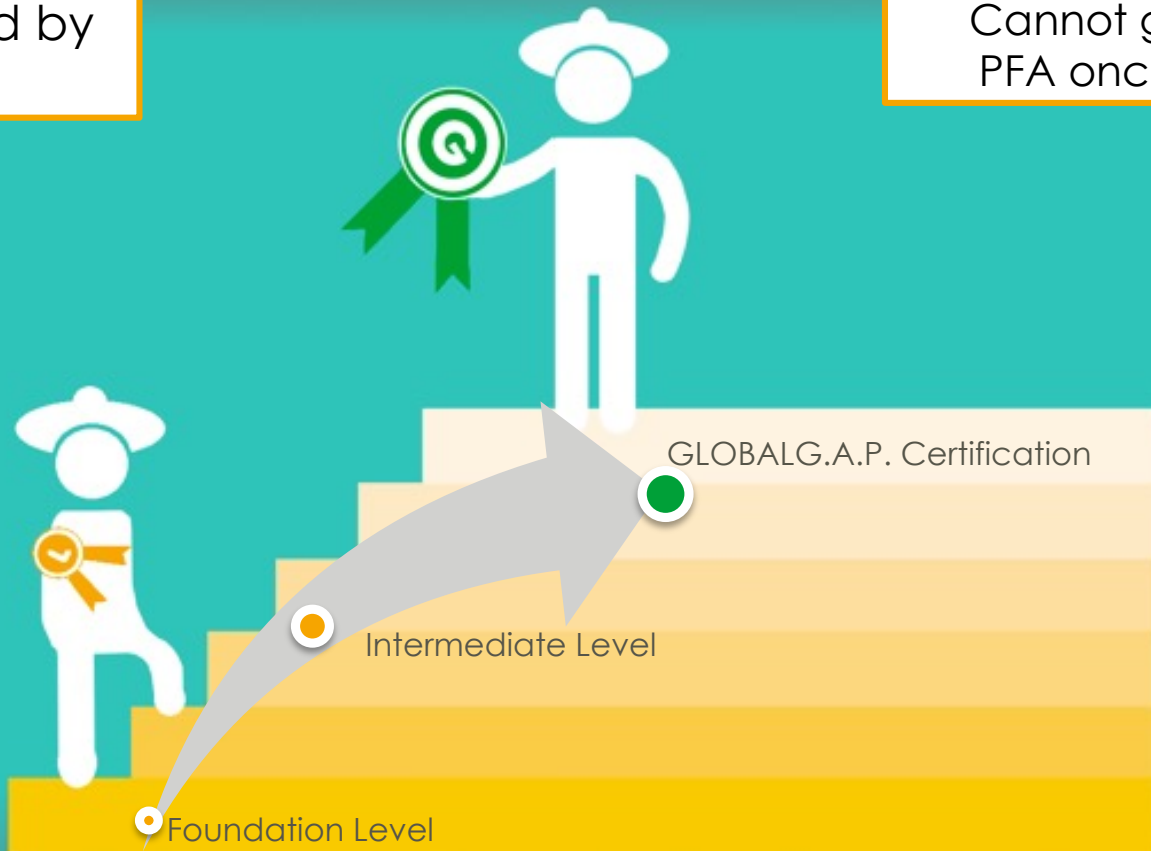 d by
Cannot g
PFA onc
GLOBALG.A.P. Certification
Intermediate Level
Foundation Level